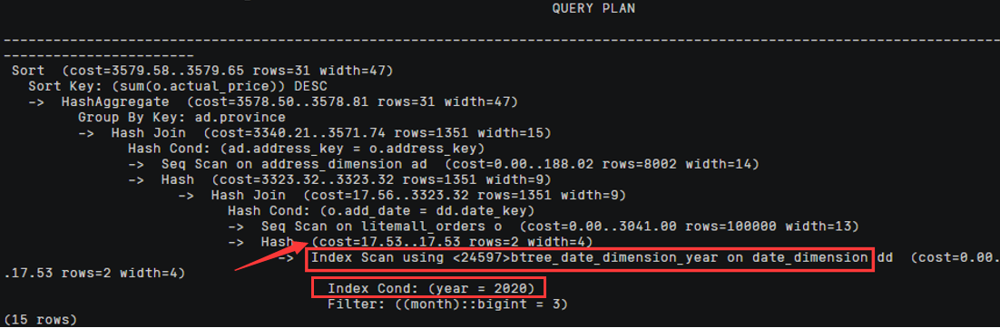 QUERY PLAN
------------------------------------------------------------------------------------------------------------------------
-----------------------
Sort  (cost=3579.58..3579.65 rows=31 width=47)
  Sort Key: (sum(o.actual_price)) DESC
  ->  HashAggregate  (cost=3578.50..3578.81 rows=31 width=47)
        Group By Key: ad.province
        ->  Hash Join  (cost=3340.21..3571.74 rows=1351 width=15)
              Hash Cond: (ad.address_key = o.address_key)
              ->  Seq Scan on address_dimension ad  (cost=0.00..188.02 rows=8002 width=14)
              ->  Hash  (cost=3323.32..3323.32 rows=1351 width=9)
                    ->  Hash Join  (cost=17.56..3323.32 rows=1351 width=9)
                          Hash Cond: (o.add_date = dd.date_key)
                          ->  Seq Scan on litemall_orders o  (cost=0.00..3041.00 rows=100000 width=13)
                          ->  Hash  (cost=17.53..17.53 rows=2 width=4)
                                ->  Index Scan using <24597>btree_date_dimension_year on date_dimension dd  (cost=0.00.
.17.53 rows=2 width=4)
                                      Index Cond: (year = 2020)
                                      Filter: ((month)::bigint = 3)
(15 rows)